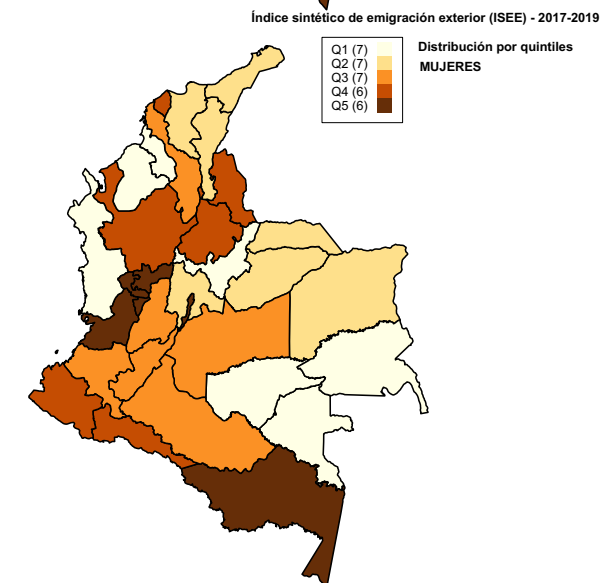 Índice sintético de emigración exterior (ISEE) - 2017-2019
Distribución por quintiles
MUJERES
Q1 (7)
Q2 (7)
Q3 (7)
Q4 (6)
Q5 (6)